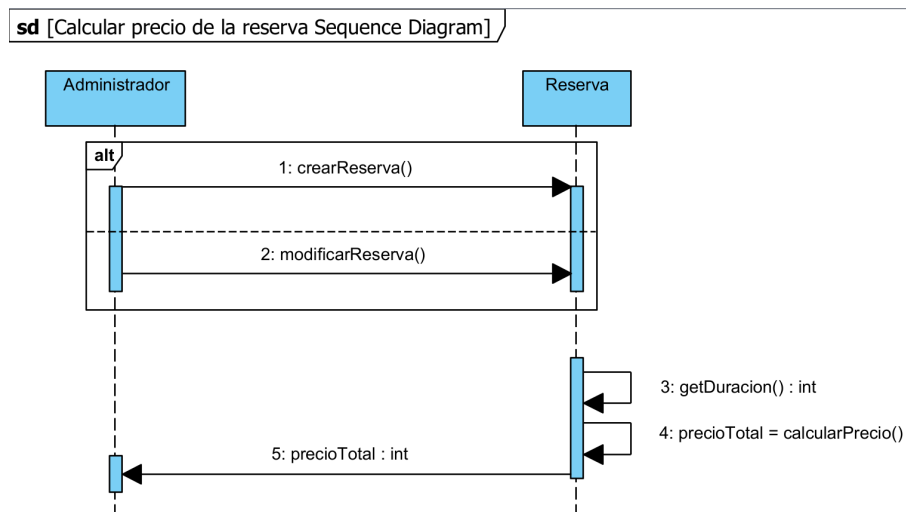 sd [Calcular precio de la reserva Sequence Diagram]
Administrador
Reserva
alt
1: crearReserva()
2: modificarReserva()
3: getDuracion() : int
4: precioTotal = calcularPrecio()
5: precioTotal : int